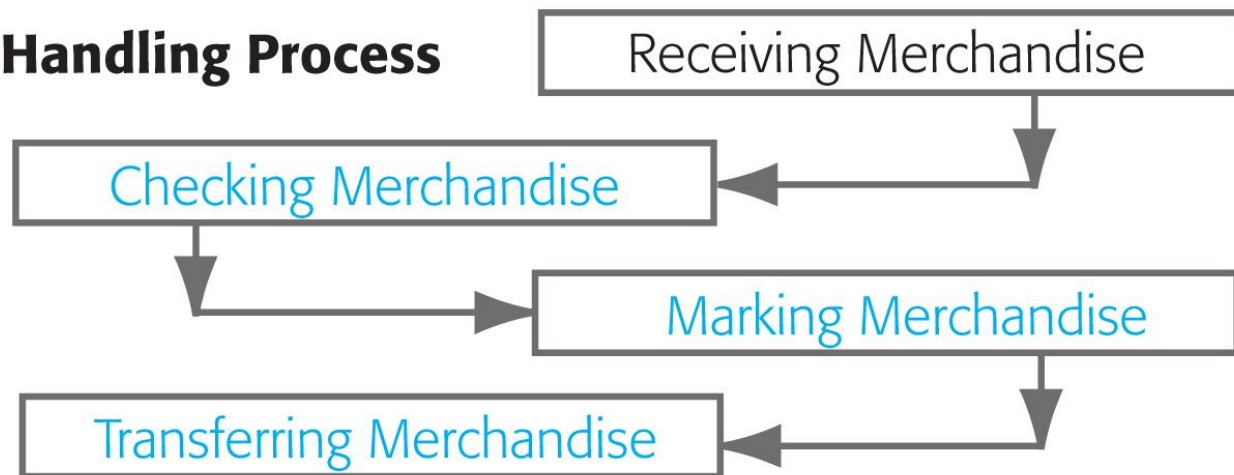 Handling Process
Receiving Merchandise
Checking Merchandise
Marking Merchandise
Transferring Merchandise